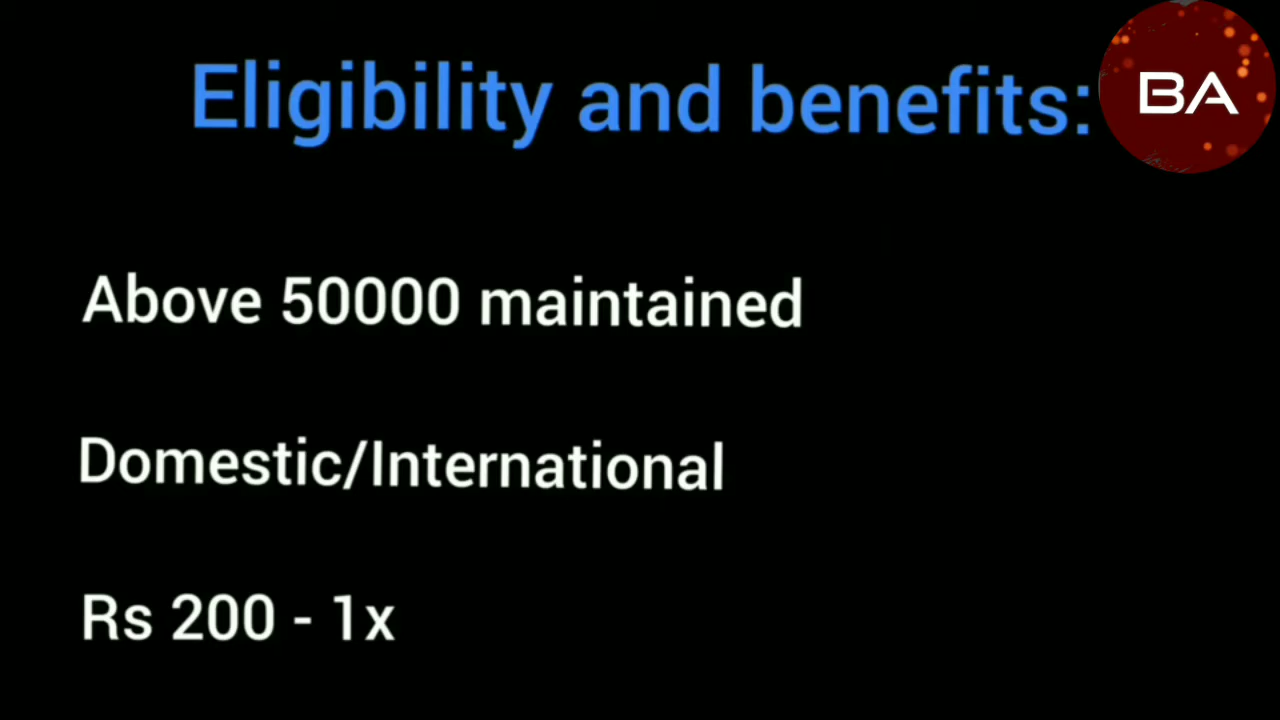 Eligibility and benefits:
BA
Above 50000 maintained
Domestic/International
Rs 200 - 1x